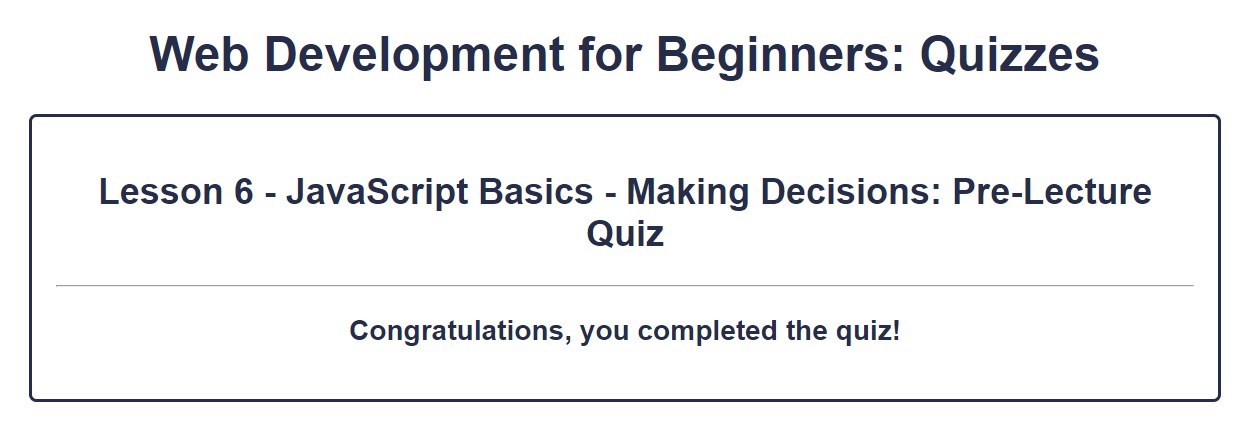 Web Development for Beginners: Quizzes
Lesson 6 - JavaScript Basics - Making Decisions: Pre-Lecture
Quiz
Congratulations, you completed the quiz!